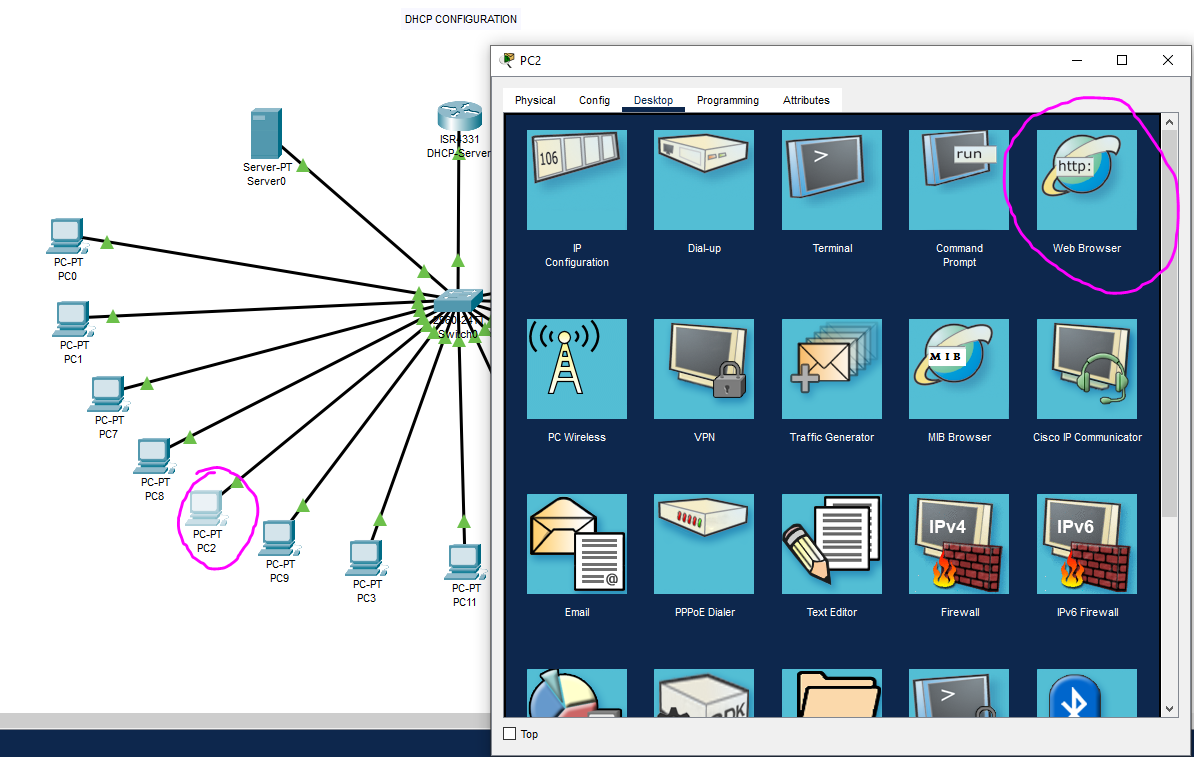 DHCP CONFIGURATION
PC2
Physical Config Desktop Programming Attributes
106
>
run
http:
IP
Configuration
Dial-up
Terminal
Command
Prompt
Web Browser
MIB
PC Wireless
VPN
Traffic Generator
MIB Browser
Cisco IP Communicator
@
IPv4
IPv6
Email
PPPoE Dialer
Text Editor
Firewall
IPv6 Firewall
>
Top
Server-PT
Server0
DHCP-Server
PC-PT
PC0
PC-PT
PC1
PC-PT
PC7
PC-PT
PC8
PC-PT
PC2
PC-PT
PC9
PC-PT
PC3
PC-PT
PC11
Switch0